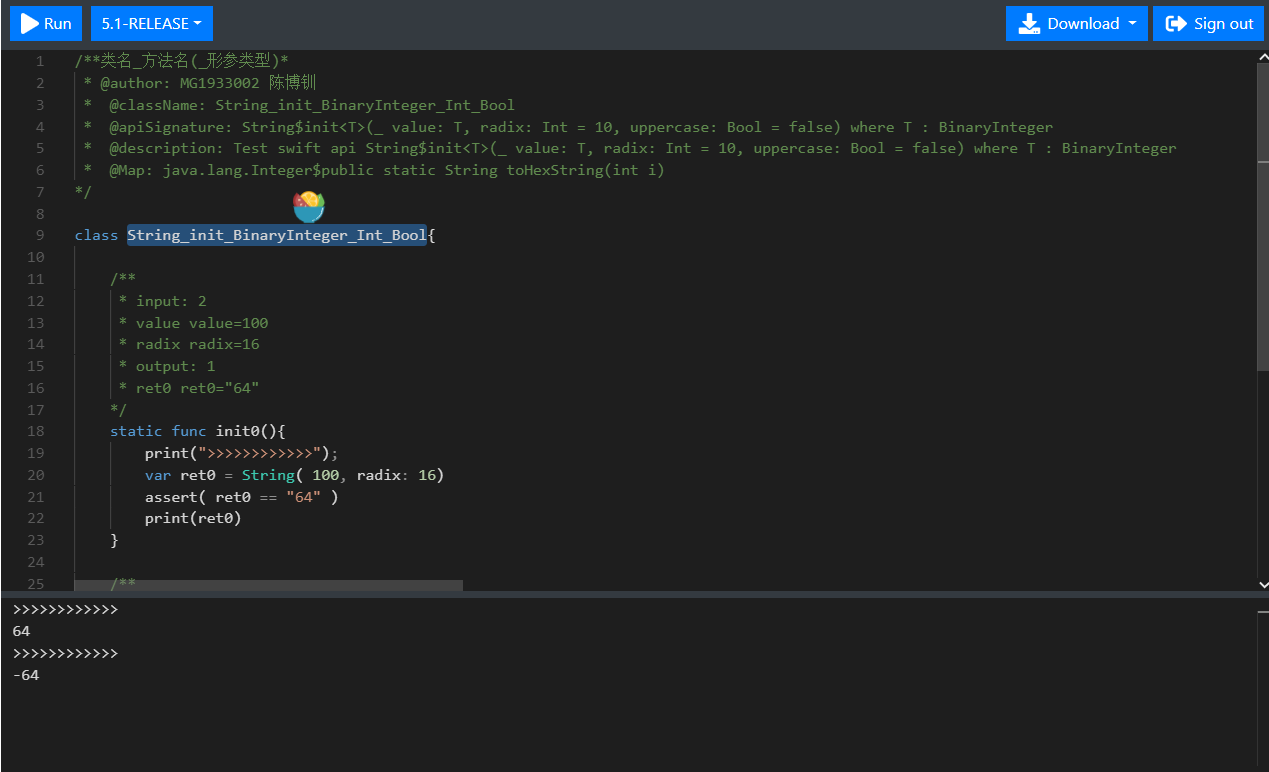 Run 5.1-RELEASE Download Sign out
1 /**类名_方法名(_形参类型)*
2 * @author: MG1933002 陈博钏
3 * @className: String_init_BinaryInteger_Int_Bool
4 * @apiSignature: String$init<T>(_ value: T, radix: Int = 10, uppercase: Bool = false) where T : BinaryInteger
5 * @description: Test swift api String$init<T>(_ value: T, radix: Int = 10, uppercase: Bool = false) where T : BinaryInteger
6 * @Map: java.lang.Integer$public static String toHexString(int i)
7 */
8
9 class String_init_BinaryInteger_Int_Bool{
10
11 /**
12 * input: 2
13 * value value=100
14 * radix radix=16
15 * output: 1
16 * ret0 ret0="64"
17 */
18 static func init0(){
19 print(">>>>>>>>>>>>");
20 var ret0 = String( 100, radix: 16)
21 assert( ret0 == "64" )
22 print(ret0)
23 }
24
25 /**
>>>>>>>>>>>>
64
>>>>>>>>>>>>
-64